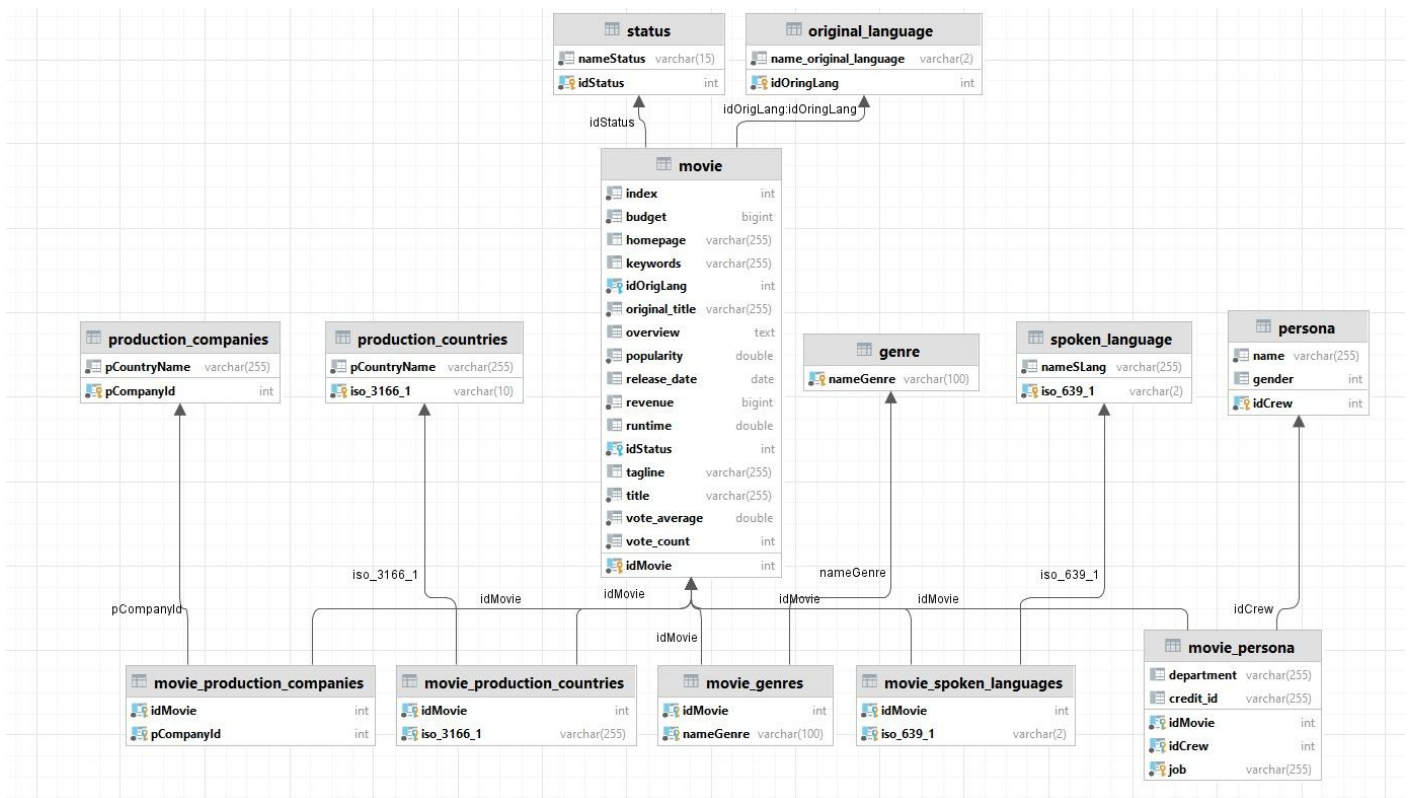 status
nameStatus varchar(15)
idStatus int
original_language
name_original_language varchar(2)
idOringLang int
idStatus
idOrigLang:idOringLang
movie
index int
budget bigint
homepage varchar(255)
keywords varchar(255)
idOrigLang int
original_title varchar(255)
overview text
popularity double
release_date date
revenue bigint
runtime double
idStatus int
tagline varchar(255)
title varchar(255)
vote_average double
vote_count int
idMovie int
production_companies
pCountryName varchar(255)
pCompanyId int
production_countries
pCountryName varchar(255)
iso_3166_1 varchar(10)
genre
nameGenre varchar(100)
spoken_language
nameSLang varchar(255)
iso_639_1 varchar(2)
persona
name varchar(255)
gender int
idCrew int
pCompanyId
iso_3166_1
idMovie
idMovie
idMovie
nameGenre
idMovie
idMovie
iso_639_1
idCrew
movie_production_companies
idMovie int
pCompanyId int
movie_production_countries
idMovie int
iso_3166_1 varchar(255)
movie_genres
idMovie int
nameGenre varchar(100)
movie_spoken_languages
idMovie int
iso_639_1 varchar(2)
movie_persona
department varchar(255)
credit_id varchar(255)
idMovie int
idCrew int
job varchar(255)